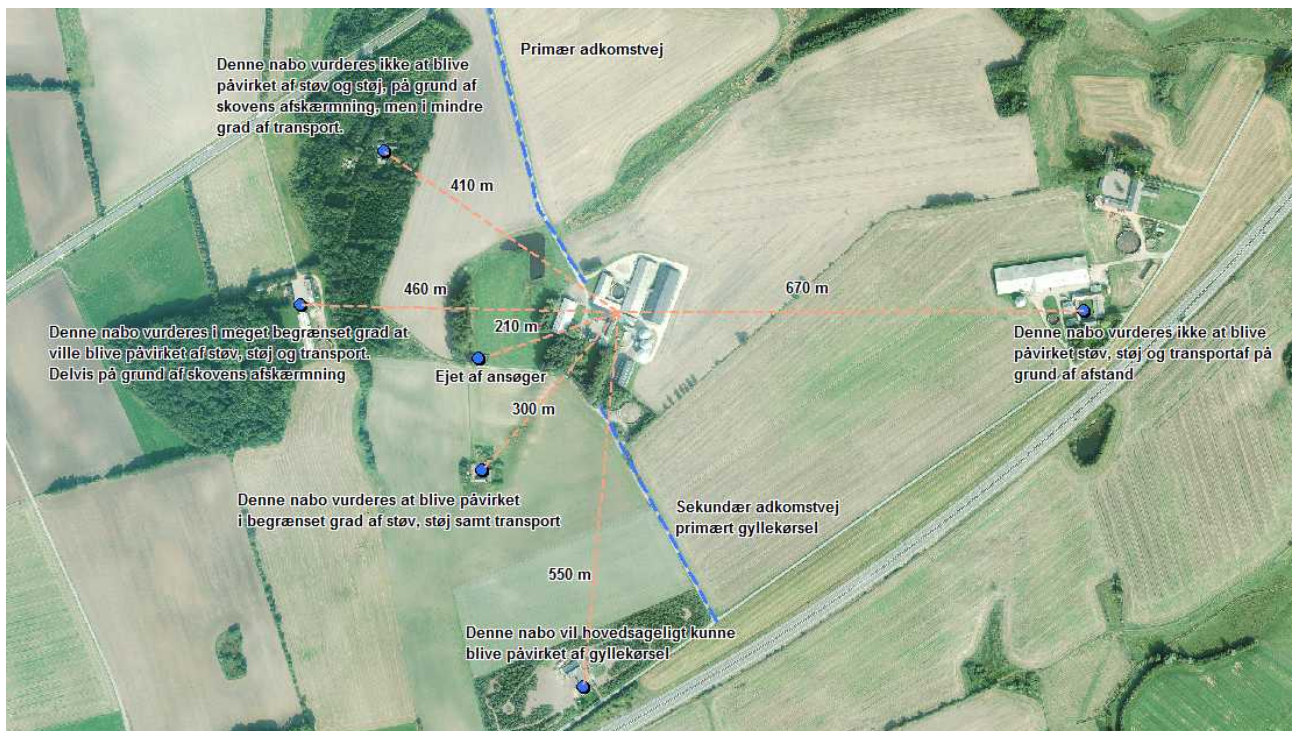 Primær adkomstvej
Denne nabo vurderes ikke at blive
påvirket af støv og støj, på grund af
skovens afskærmning, men i mindre
grad af transport.
410 m
460 m
670 m
210 m
Denne nabo vurderes i meget begrænset grad at
ville blive påvirket af støv, støj og transport.
Delvis på grund af skovens afskærmning
Denne nabo vurderes ikke at blive
påvirket støv, støj og transportaf på
grund af afstand
Ejet af ansøger
300 m
Denne nabo vurderes at blive påvirket
i begrænset grad af støv, støj samt transport
Sekundær adkomstvej
primært gyllekørsel
550 m
Denne nabo vil hovedsageligt kunne
blive påvirket af gyllekørsel